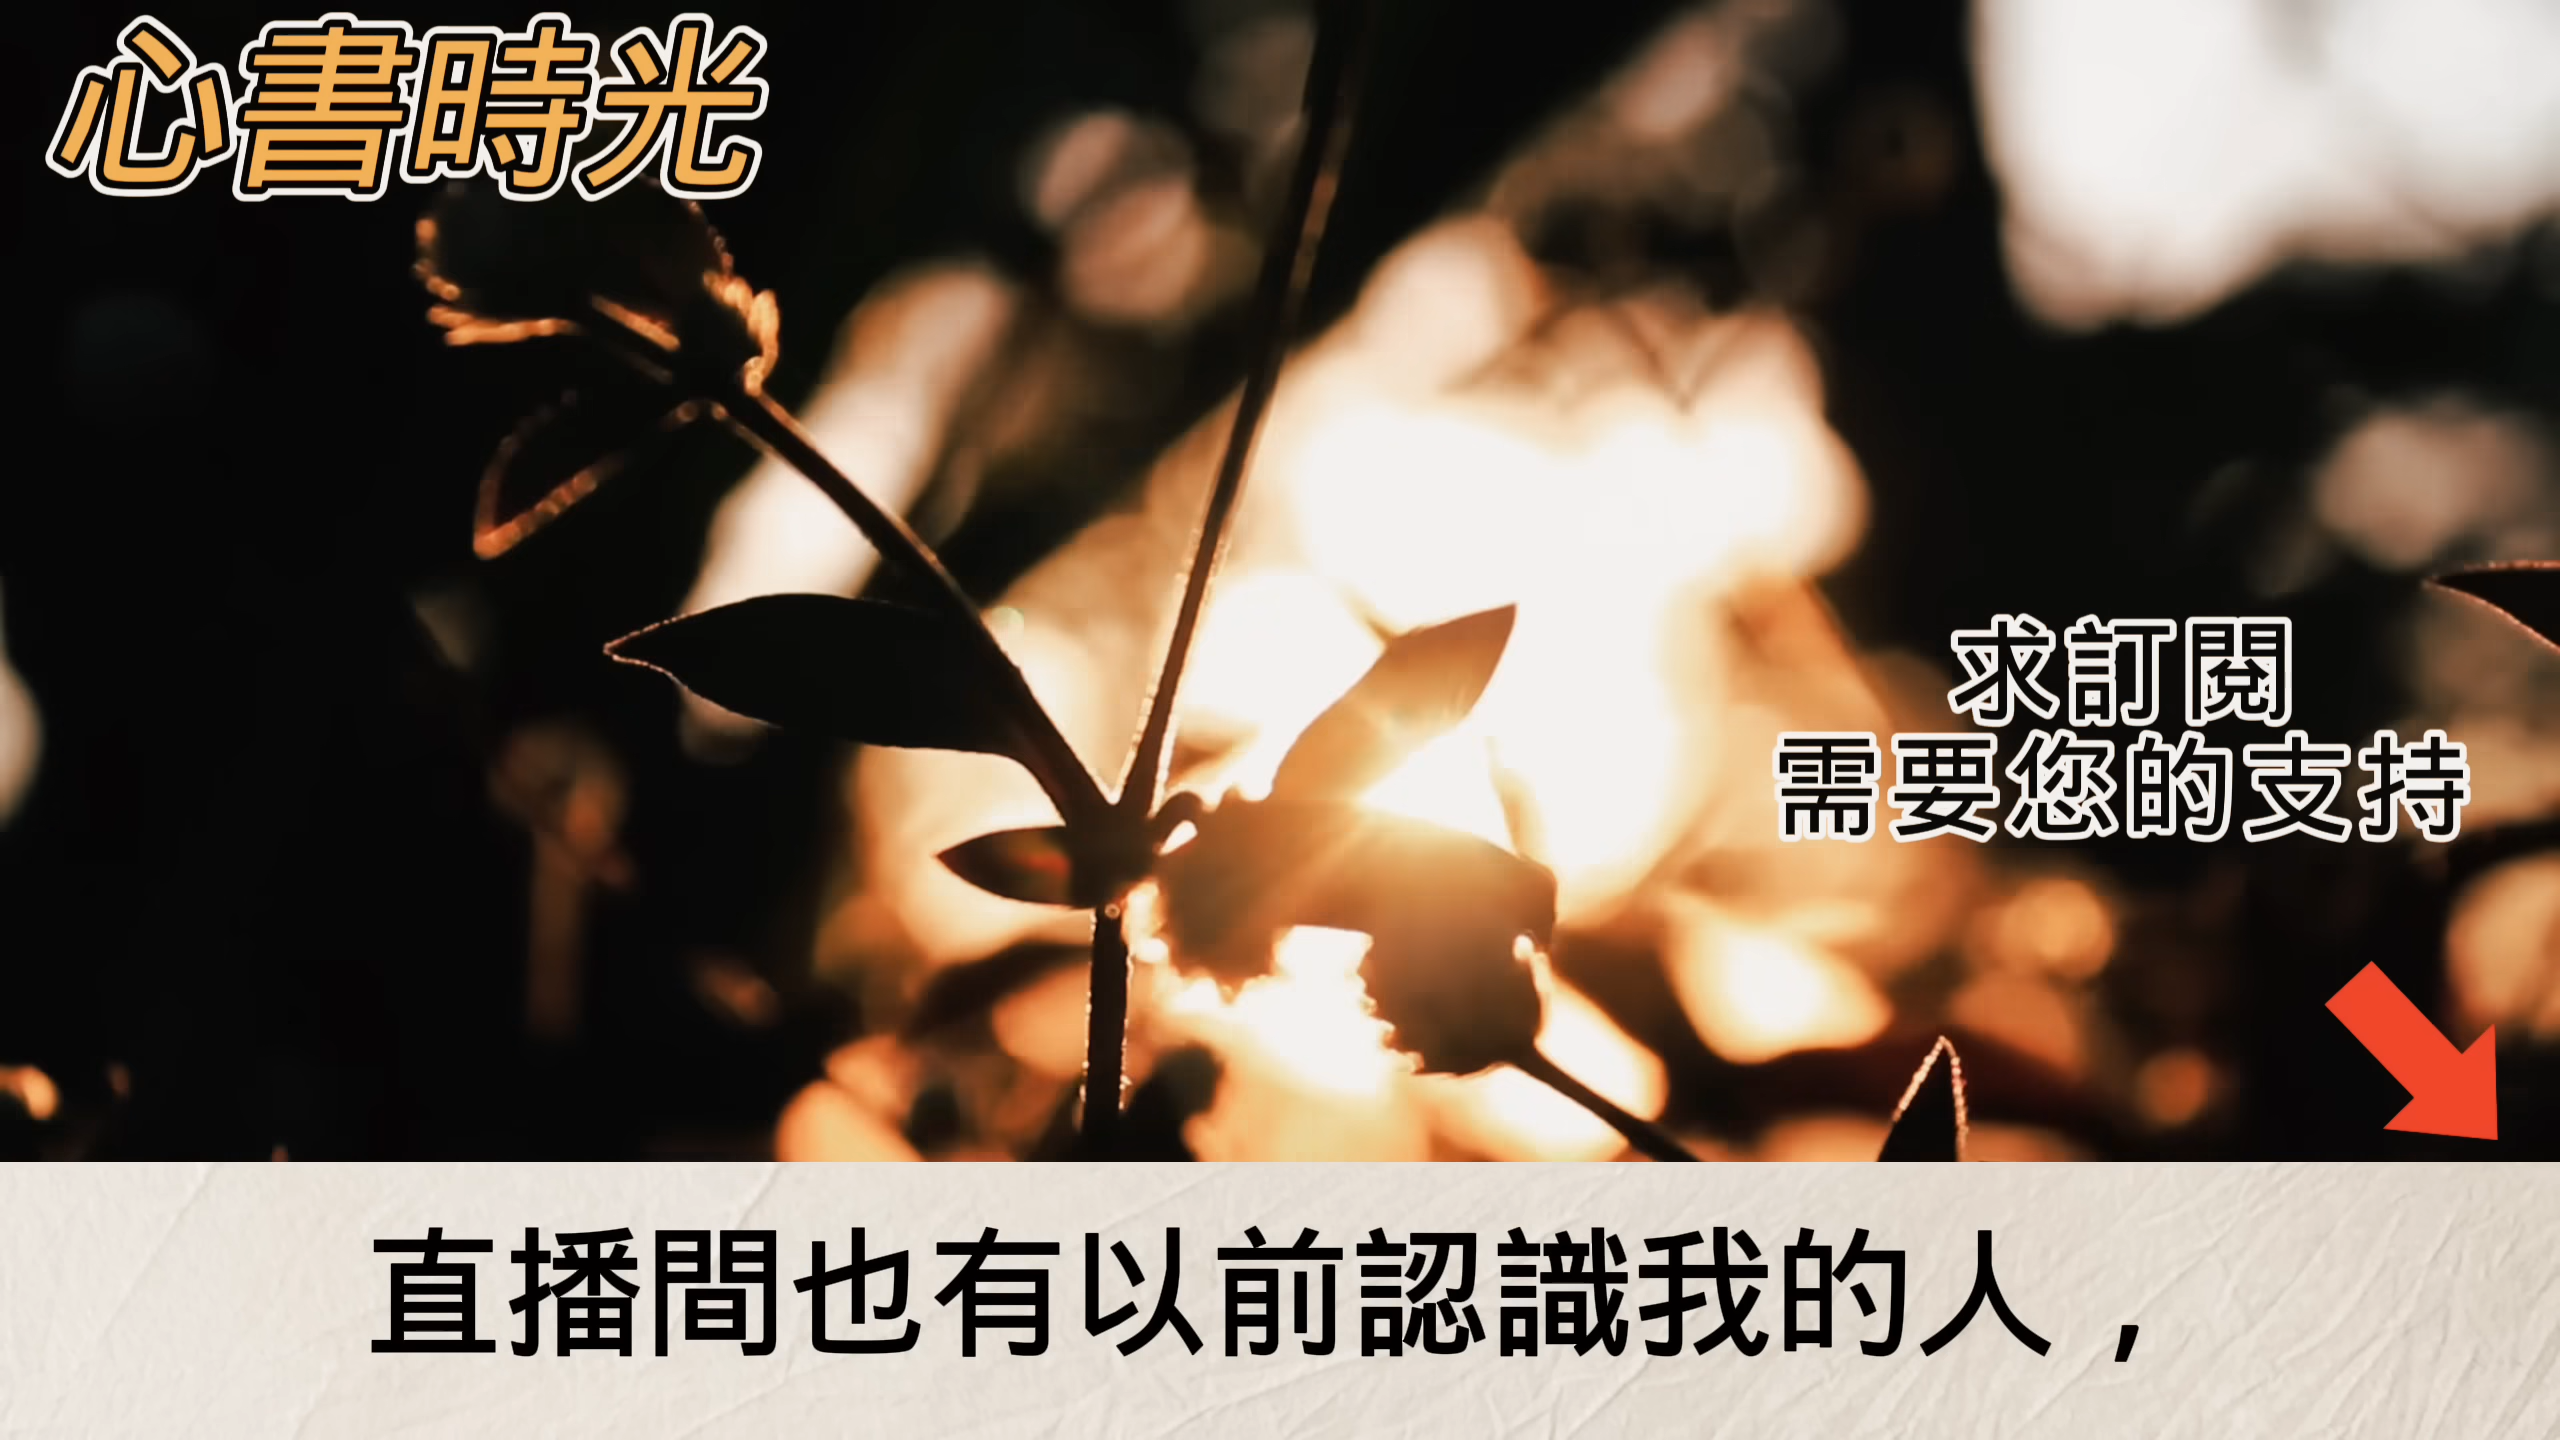 心書時光
求訂閱
需要您的支持
直播間也有以前認識我的人，